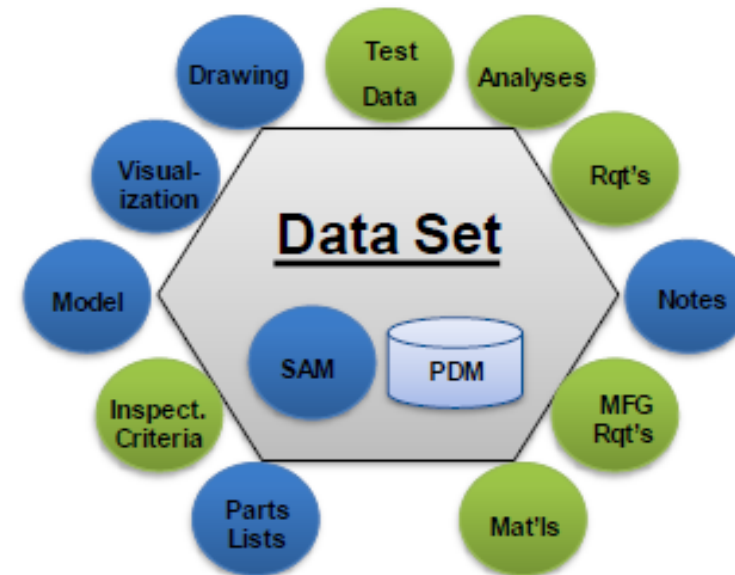 Drawing
Test
Data
Analyses
Visual-
ization
Rqt's
Data Set
Model
Notes
SAM
PDM
Inspect.
Criteria
MFG
Rqt's
Parts
Lists
Mat'ls